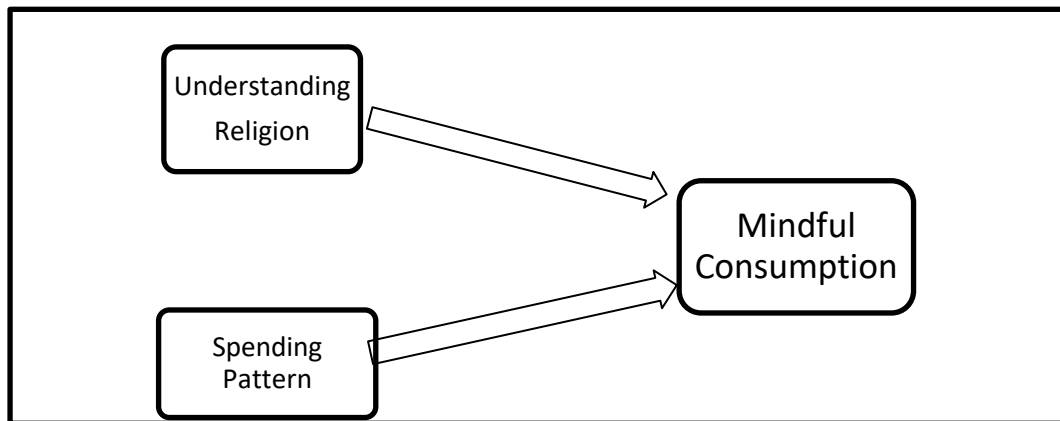 Understanding
Religion
Mindful
Consumption
Spending
Pattern